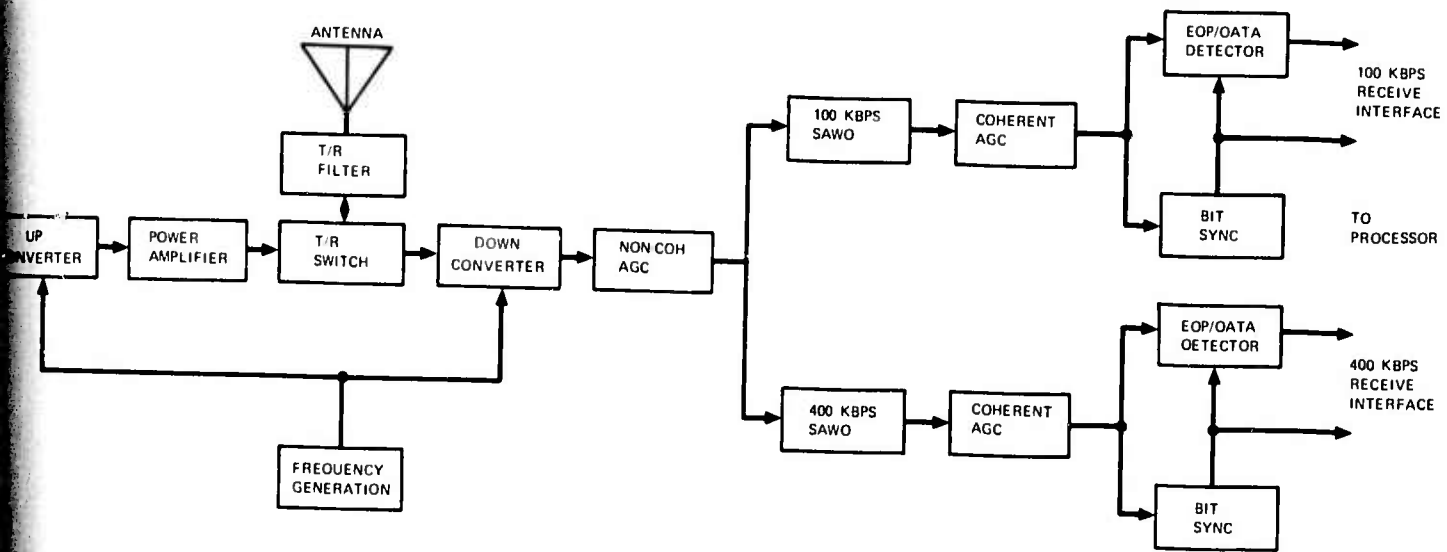 ANTENNA
T/R
FILTER
UP
NVERTER
POWER
AMPLIFIER
T/R
SWITCH
DOWN
CONVERTER
NON-COH
AGC
FREQUENCY
GENERATION
100 KBPS
SAWO
COHERENT
AGC
EOP/OATA
DETECTOR
BIT
SYNC
100 KBPS
RECEIVE
INTERFACE
TO
PROCESSOR
400 KBPS
SAWO
COHERENT
AGC
EOP/OATA
OETECTOR
BIT
SYNC
400 KBPS
RECEIVE
INTERFACE